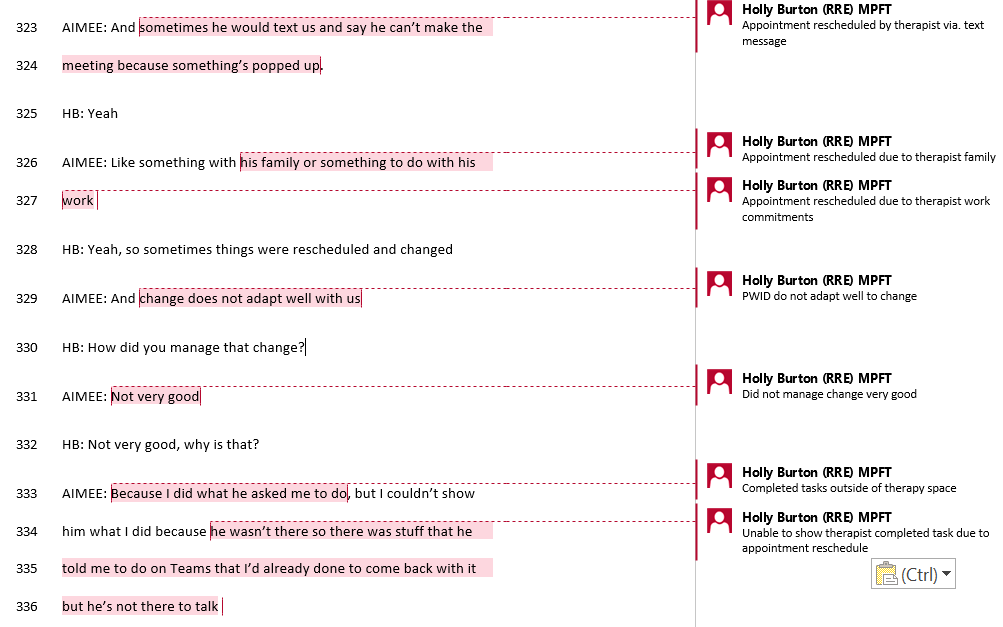 323 AIMEE: And sometimes he would text us and say he can't make the
324 meeting because something's popped up.
325 HB: Yeah
326 AIMEE: Like something with his family or something to do with his
327 work
328 HB: Yeah, so sometimes things were rescheduled and changed
329 AIMEE: And change does not adapt well with us
330 HB: How did you manage that change?
331 AIMEE: Not very good
332 HB: Not very good, why is that?
333 AIMEE: Because I did what he asked me to do, but I couldn't show
334 him what I did because he wasn't there so there was stuff that he
335 told me to do on Teams that I'd already done to come back with it
336 but he's not there to talk
Holly Burton (RRE) MPFT
Appointment rescheduled by therapist via. text
message
Holly Burton (RRE) MPFT
Appointment rescheduled due to therapist family
Holly Burton (RRE) MPFT
Appointment rescheduled due to therapist work
commitments
Holly Burton (RRE) MPFT
PWID do not adapt well to change
Holly Burton (RRE) MPFT
Did not manage change very good
Holly Burton (RRE) MPFT
Completed tasks outside of therapy space
Holly Burton (RRE) MPFT
Unable to show therapist completed task due to
appointment reschedule
(Ctrl)